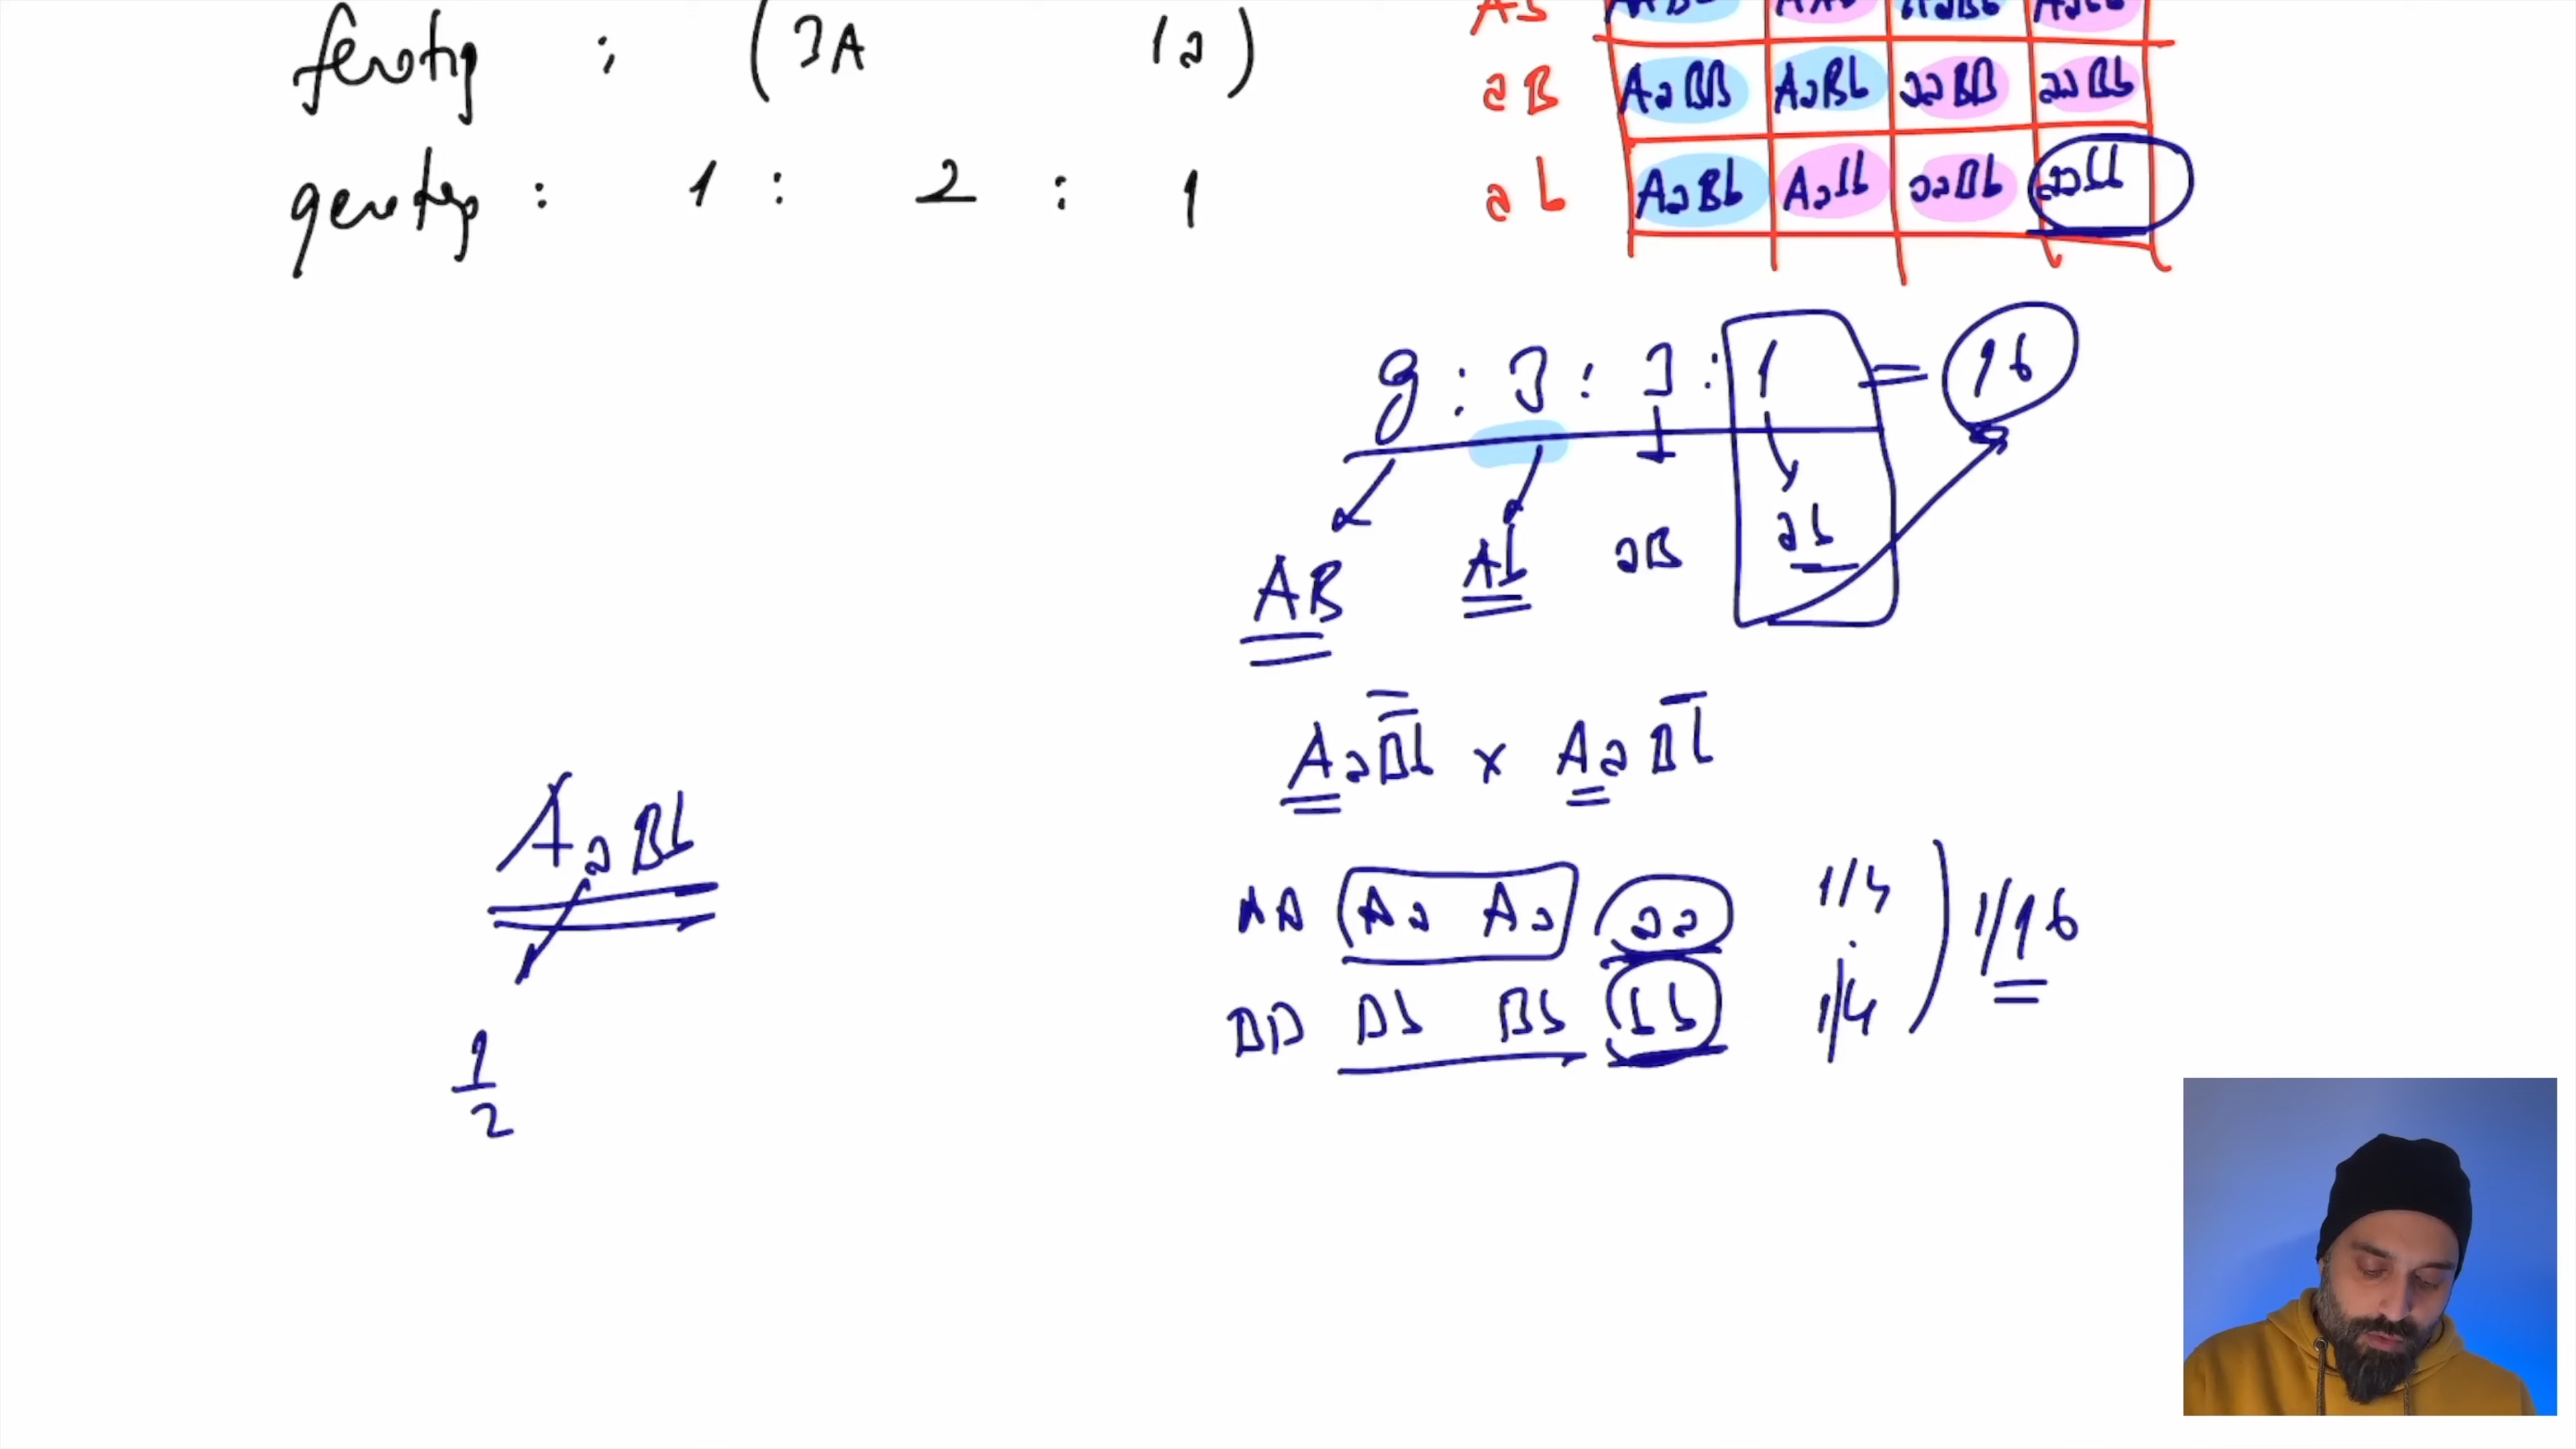 fenotip : (3A 1a)
genotip : 1 : 2 : 1
aB AaBB AaBb aaBB aaBb
ab AaBb Aabb aaBb aabb
9 : 3 : 3 : 1 = 16
AB Ab aB ab
AaBb x AaBb
AaBb
1/2
AA Aa Aa aa 1/4
BB Bb Bb bb 1/4
1/16